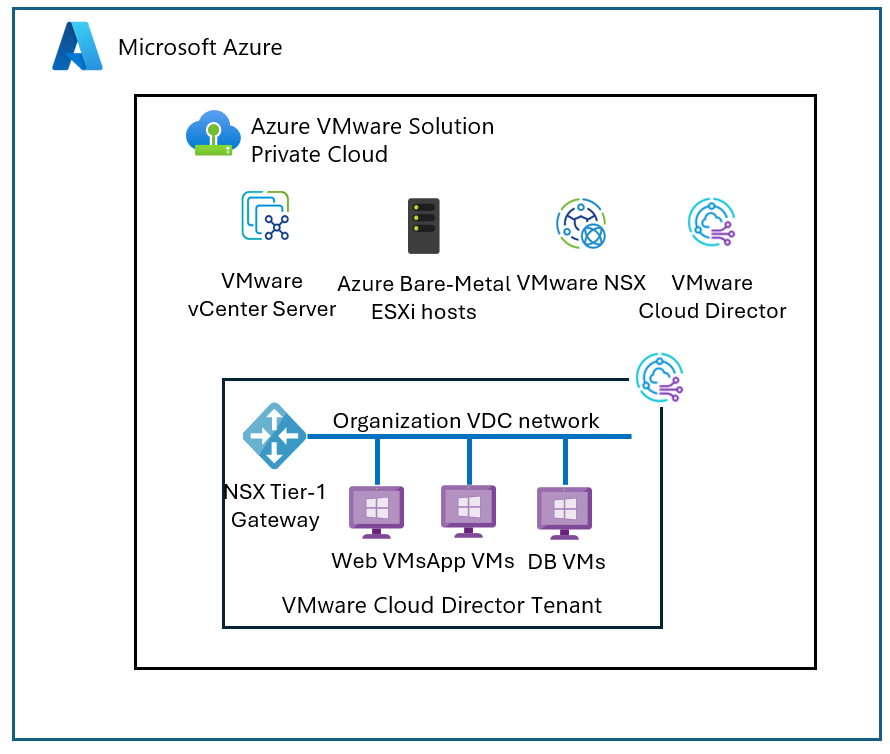 Microsoft Azure
Azure VMware Solution
Private Cloud
VMware
vCenter Server
Azure Bare-Metal
ESXi hosts
VMware NSX
VMware
Cloud Director
Organization VDC network
NSX Tier-1
Gateway
Web VMs
App VMs
DB VMs
VMware Cloud Director Tenant